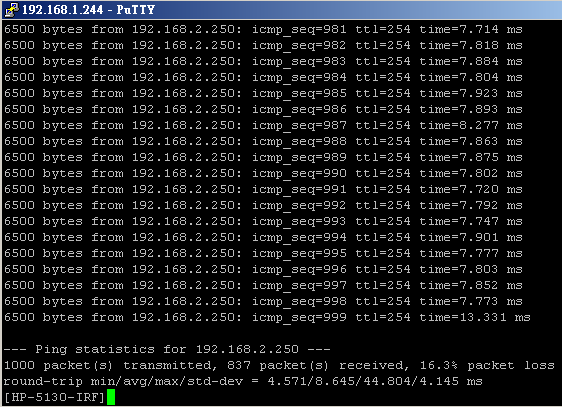 192.168.1.244 - PuTTY
6500 bytes from 192.168.2.250: icmp_seq=981 ttl=254 time=7.714 ms
6500 bytes from 192.168.2.250: icmp_seq=982 ttl=254 time=7.818 ms
6500 bytes from 192.168.2.250: icmp_seq=983 ttl=254 time=7.884 ms
6500 bytes from 192.168.2.250: icmp_seq=984 ttl=254 time=7.804 ms
6500 bytes from 192.168.2.250: icmp_seq=985 ttl=254 time=7.923 ms
6500 bytes from 192.168.2.250: icmp_seq=986 ttl=254 time=7.893 ms
6500 bytes from 192.168.2.250: icmp_seq=987 ttl=254 time=8.277 ms
6500 bytes from 192.168.2.250: icmp_seq=988 ttl=254 time=7.863 ms
6500 bytes from 192.168.2.250: icmp_seq=989 ttl=254 time=7.875 ms
6500 bytes from 192.168.2.250: icmp_seq=990 ttl=254 time=7.802 ms
6500 bytes from 192.168.2.250: icmp_seq=991 ttl=254 time=7.720 ms
6500 bytes from 192.168.2.250: icmp_seq=992 ttl=254 time=7.792 ms
6500 bytes from 192.168.2.250: icmp_seq=993 ttl=254 time=7.747 ms
6500 bytes from 192.168.2.250: icmp_seq=994 ttl=254 time=7.901 ms
6500 bytes from 192.168.2.250: icmp_seq=995 ttl=254 time=7.777 ms
6500 bytes from 192.168.2.250: icmp_seq=996 ttl=254 time=7.803 ms
6500 bytes from 192.168.2.250: icmp_seq=997 ttl=254 time=7.852 ms
6500 bytes from 192.168.2.250: icmp_seq=998 ttl=254 time=7.773 ms
6500 bytes from 192.168.2.250: icmp_seq=999 ttl=254 time=13.331 ms
--- Ping statistics for 192.168.2.250 ---
1000 packet(s) transmitted, 837 packet(s) received, 16.3% packet loss
round-trip min/avg/max/std-dev = 4.571/8.645/44.804/4.145 ms
[HP-5130-IRF]